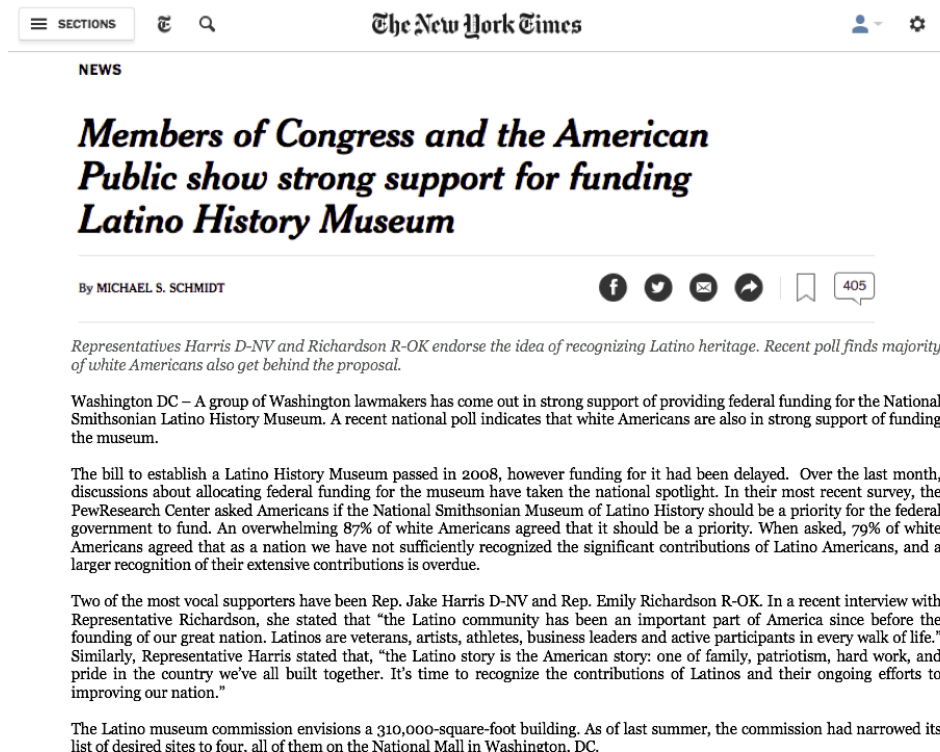 SECTIONS
The New York Times
NEWS
Members of Congress and the American
Public show strong support for funding
Latino History Museum
By MICHAEL S. SCHMIDT
405
Representatives Harris D-NV and Richardson R-OK endorse the idea of recognizing Latino heritage. Recent poll finds majority
of white Americans also get behind the proposal.
Washington DC – A group of Washington lawmakers has come out in strong support of providing federal funding for the National
Smithsonian Latino History Museum. A recent national poll indicates that white Americans are also in strong support of funding
the museum.
The bill to establish a Latino History Museum passed in 2008, however funding for it had been delayed.  Over the last month,
discussions about allocating federal funding for the museum have taken the national spotlight. In their most recent survey, the
PewResearch Center asked Americans if the National Smithsonian Museum of Latino History should be a priority for the federal
government to fund. An overwhelming 87% of white Americans agreed that it should be a priority. When asked, 79% of white
Americans agreed that as a nation we have not sufficiently recognized the significant contributions of Latino Americans, and a
larger recognition of their extensive contributions is overdue.
Two of the most vocal supporters have been Rep. Jake Harris D-NV and Rep. Emily Richardson R-OK. In a recent interview with
Representative Richardson, she stated that “the Latino community has been an important part of America since before the
founding of our great nation. Latinos are veterans, artists, athletes, business leaders and active participants in every walk of life.”
Similarly, Representative Harris stated that, “the Latino story is the American story: one of family, patriotism, hard work, and
pride in the country we’ve all built together. It’s time to recognize the contributions of Latinos and their ongoing efforts to
improving our nation.”
The Latino museum commission envisions a 310,000-square-foot building. As of last summer, the commission had narrowed its
list of desired sites to four, all of them on the National Mall in Washington, DC.